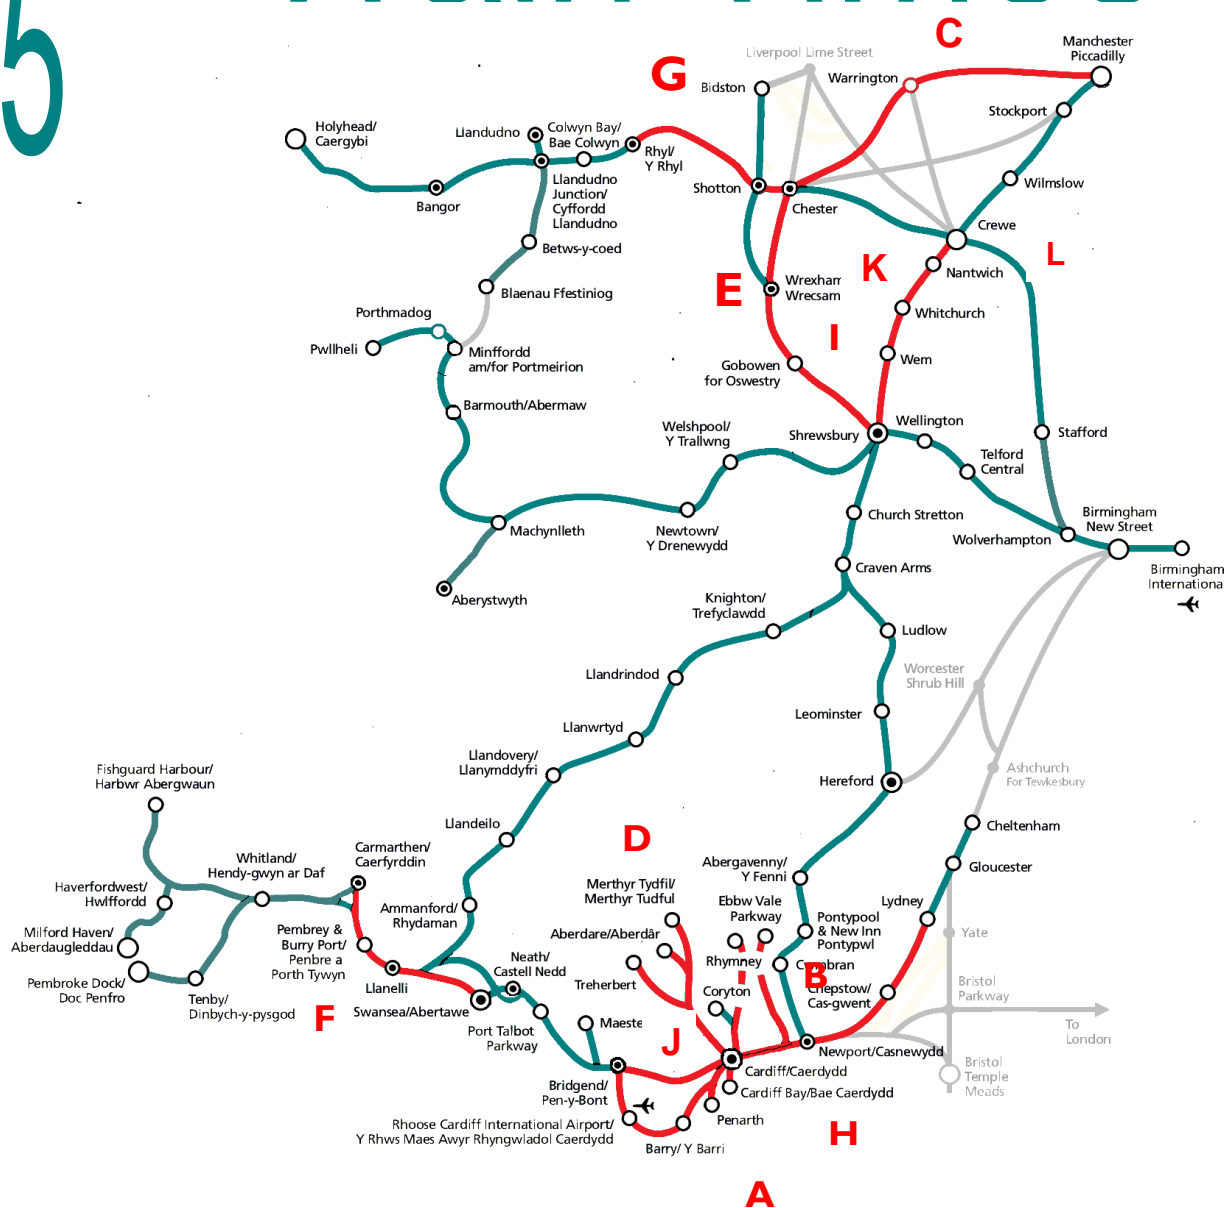 5
C
Manchester
Piccadilly
Liverpool Lime Street
G
Warrington
Bidston
Stockport
Holyhead/
Caergybi
Llandudno
Colwyn Bay/
Bae Colwyn
Rhyl/
Y Rhyl
Shotton
Chester
Wilmslow
Bangor
Llandudno
Junction/
Cyffordd
Llandudno
Crewe
Betws-y-coed
K
L
Nantwich
E
Wrexham
Wrecsam
Blaenau Ffestiniog
Whitchurch
Porthmadog
I
Pwllheli
Minffordd
am/for Portmeirion
Wem
Gobowen
for Oswestry
Barmouth/Abermaw
Welshpool/
Y Trallwng
Shrewsbury
Wellington
Stafford
Telford
Central
Machynlleth
Newtown/
Y Drenewydd
Church Stretton
Birmingham
New Street
Wolverhampton
Craven Arms
Birmingham
Internationa
Aberystwyth
Knighton/
Trefyclawdd
Ludlow
Llandrindod
Worcester
Shrub Hill
Leominster
Llanwrtyd
Llandovery/
Llanymddyfri
Hereford
Ashchurch
For Tewkesbury
Fishguard Harbour/
Harbwr Abergwaun
Llandeilo
D
Cheltenham
Whitland/
Hendy-gwyn ar Daf
Carmarthen/
Caerfyrddin
Abergavenny/
Y Fenni
Gloucester
Haverfordwest/
Hwlffordd
Ammanford/
Rhydaman
Merthyr Tydfil/
Merthyr Tudful
Ebbw Vale
Parkway
Lydney
Milford Haven/
Aberdaugleddau
Pembrey &
Burry Port/
Penbre a
Porth Tywyn
Aberdare/Aberdâr
Pontypool
& New Inn
Pontypwl
Yate
Rhymney
Cwmbran
B
Neath/
Castell Nedd
Treherbert
Pembroke Dock/
Doc Penfro
Llanelli
Coryton
Chepstow/
Cas-gwent
Bristol
Parkway
Tenby/
Dinbych-y-pysgod
F
Swansea/Abertawe
Port Talbot
Parkway
Maeste
J
To
London
Newport/Casnewydd
Cardiff/Caerdydd
Bristol
Temple
Meads
Bridgend/
Pen-y-Bont
Cardiff Bay/Bae Caerdydd
Rhoose Cardiff International Airport/
Y Rhws Maes Awyr Rhyngwladol Caerdydd
Penarth
H
Barry/ Y Barri
A